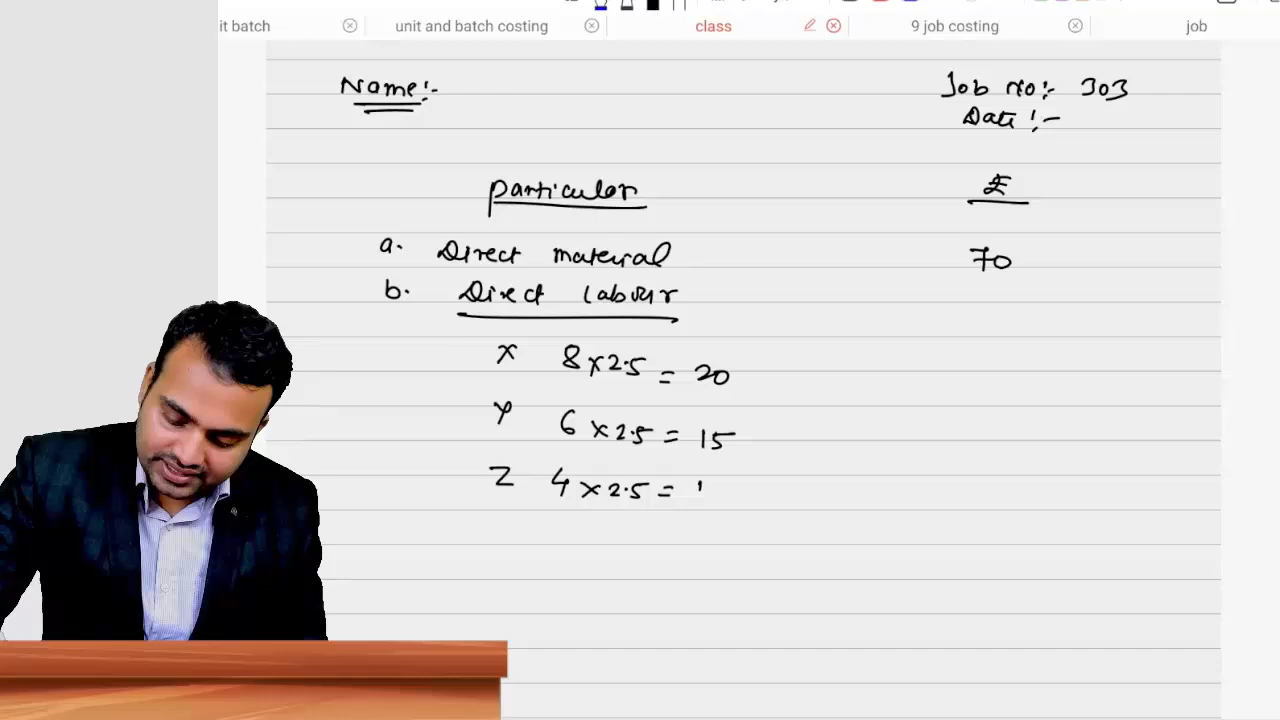 it batch unit and batch costing class 9 job costing job
Name:- Job no:- 303
Date:-
Particular ₹
a. Direct material 70
b. Direct labour
X 8 x 2.5 = 20
Y 6 x 2.5 = 15
Z 4 x 2.5 =